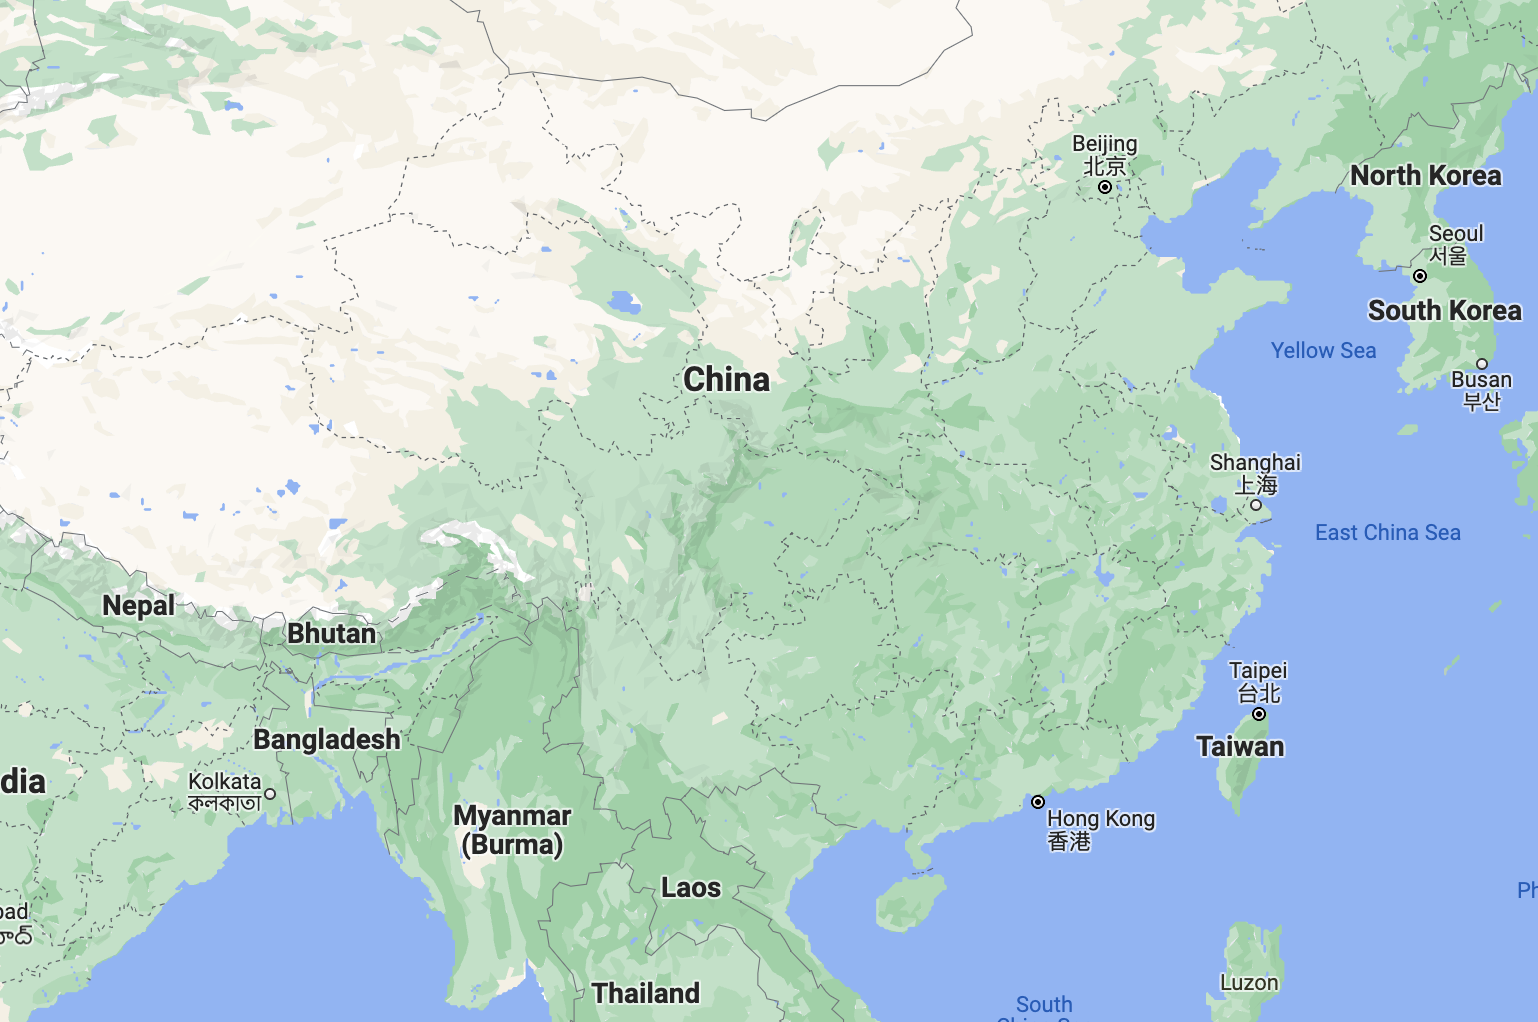 Beijing
北京
North Korea
Seoul
서울
South Korea
Yellow Sea
China
Busan
부산
Shanghai
上海
East China Sea
Nepal
Bhutan
Taipei
台北
Bangladesh
Taiwan
dia
Kolkata
কলকাতা
Myanmar
(Burma)
Hong Kong
香港
Laos
Ph
oad
Luzon
Thailand
South